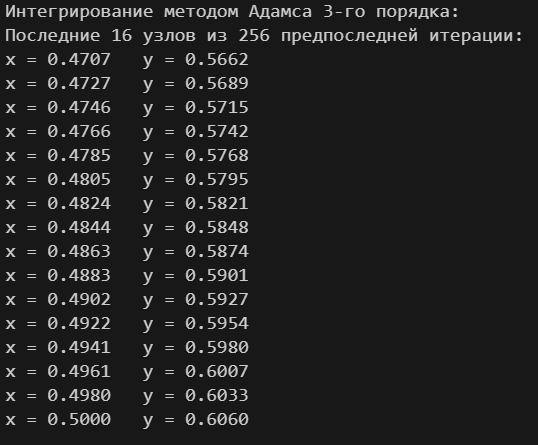 Интегрирование методом Адамса 3-го порядка:
Последние 16 узлов из 256 предпоследней итерации:
x = 0.4707   y = 0.5662
x = 0.4727   y = 0.5689
x = 0.4746   y = 0.5715
x = 0.4766   y = 0.5742
x = 0.4785   y = 0.5768
x = 0.4805   y = 0.5795
x = 0.4824   y = 0.5821
x = 0.4844   y = 0.5848
x = 0.4863   y = 0.5874
x = 0.4883   y = 0.5901
x = 0.4902   y = 0.5927
x = 0.4922   y = 0.5954
x = 0.4941   y = 0.5980
x = 0.4961   y = 0.6007
x = 0.4980   y = 0.6033
x = 0.5000   y = 0.6060